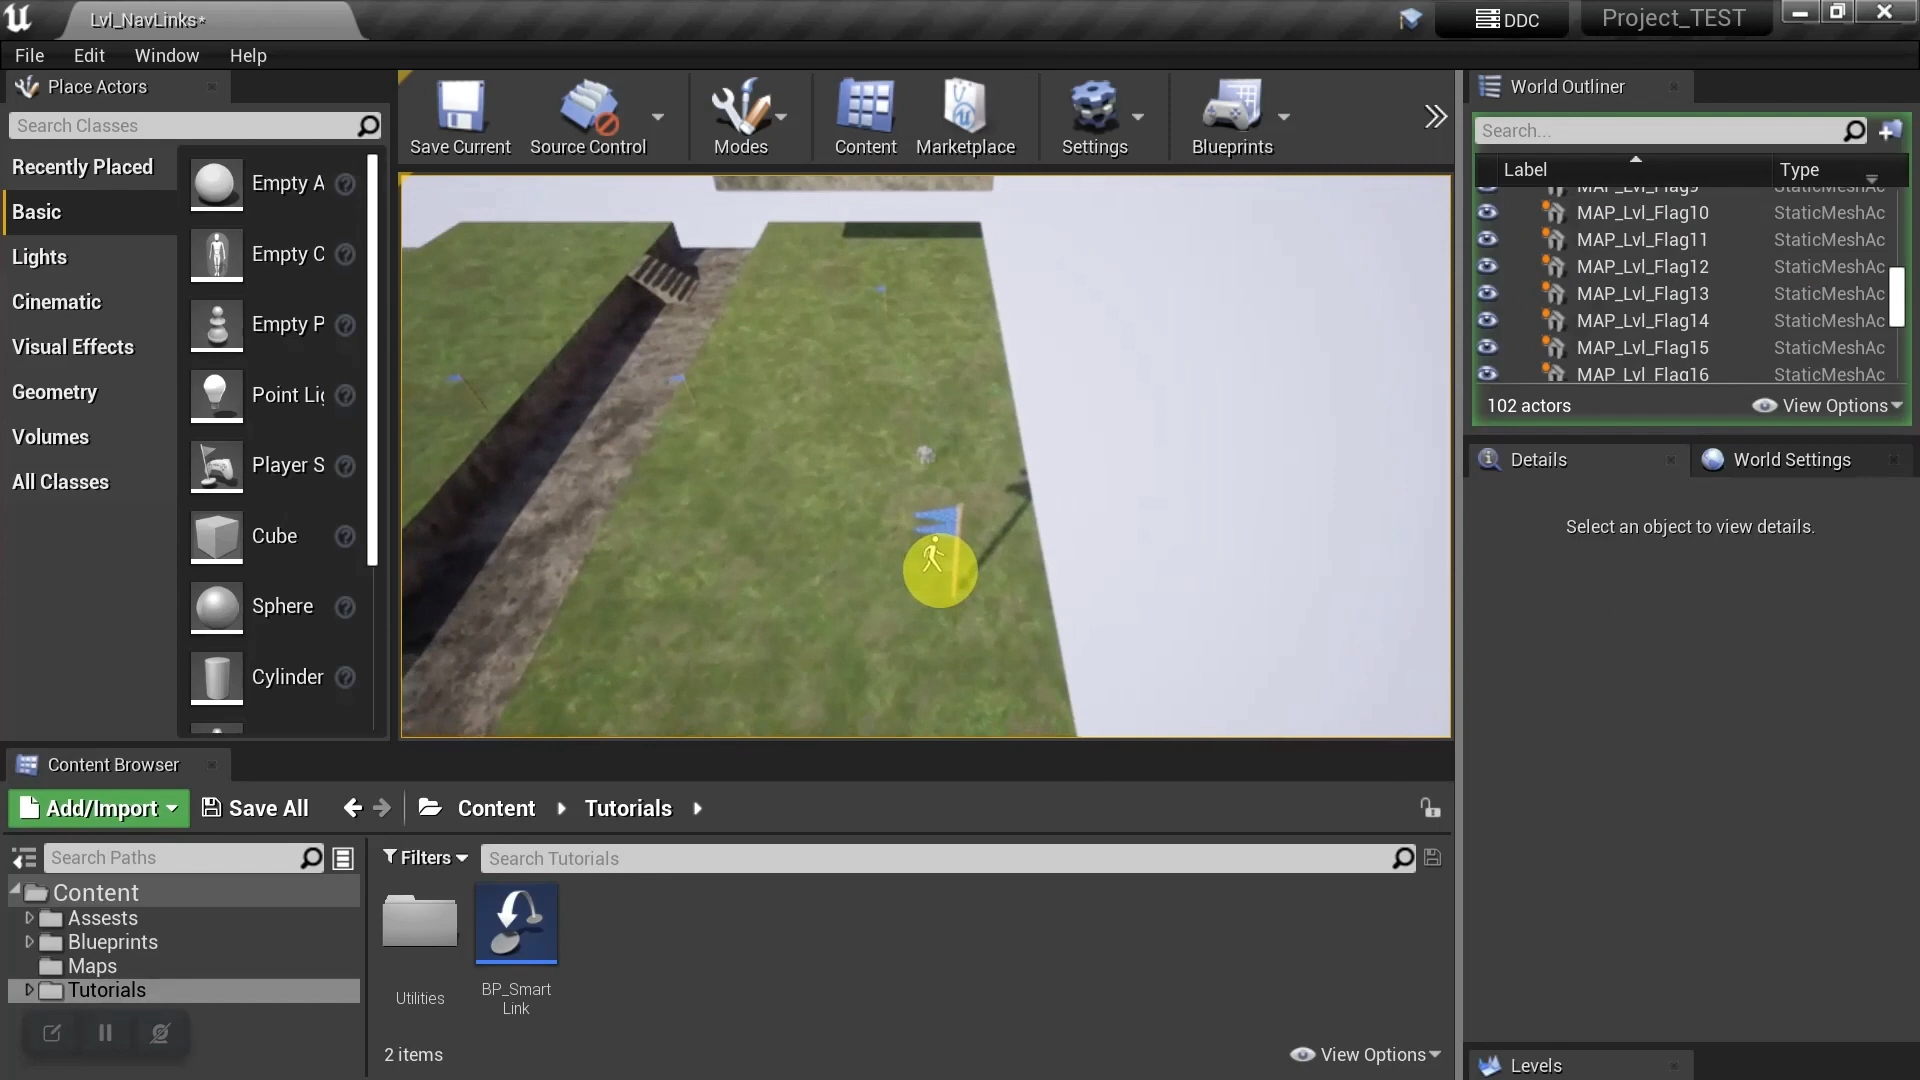 Lvl_NavLinks*
DDC
Project_TEST
File Edit Window Help
Place Actors
Search Classes
Recently Placed
Basic
Lights
Cinematic
Visual Effects
Geometry
Volumes
All Classes
Empty A
Empty C
Empty P
Point Lig
Player S
Cube
Sphere
Cylinder
Save Current
Source Control
Modes
Content
Marketplace
Settings
Blueprints
World Outliner
Search...
Label Type
MAP_Lvl_Flag9 StaticMeshAc
MAP_Lvl_Flag10 StaticMeshAc
MAP_Lvl_Flag11 StaticMeshAc
MAP_Lvl_Flag12 StaticMeshAc
MAP_Lvl_Flag13 StaticMeshAc
MAP_Lvl_Flag14 StaticMeshAc
MAP_Lvl_Flag15 StaticMeshAc
MAP_Lvl_Flag16 StaticMeshAc
102 actors
View Options
Details
World Settings
Select an object to view details.
Levels
Content Browser
Add/Import
Save All
Content
Tutorials
Search Paths
Filters
Search Tutorials
Content
Assests
Blueprints
Maps
Tutorials
Utilities
BP_Smart
Link
2 items
View Options